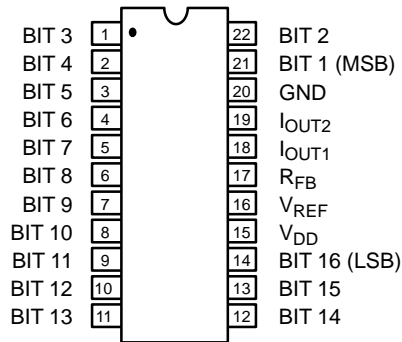 BIT 3 1 22 BIT 2
BIT 4 2 21 BIT 1 (MSB)
BIT 5 3 20 GND
BIT 6 4 19 IOUT2
BIT 7 5 18 IOUT1
BIT 8 6 17 RFB
BIT 9 7 16 VREF
BIT 10 8 15 VDD
BIT 11 9 14 BIT 16 (LSB)
BIT 12 10 13 BIT 15
BIT 13 11 12 BIT 14